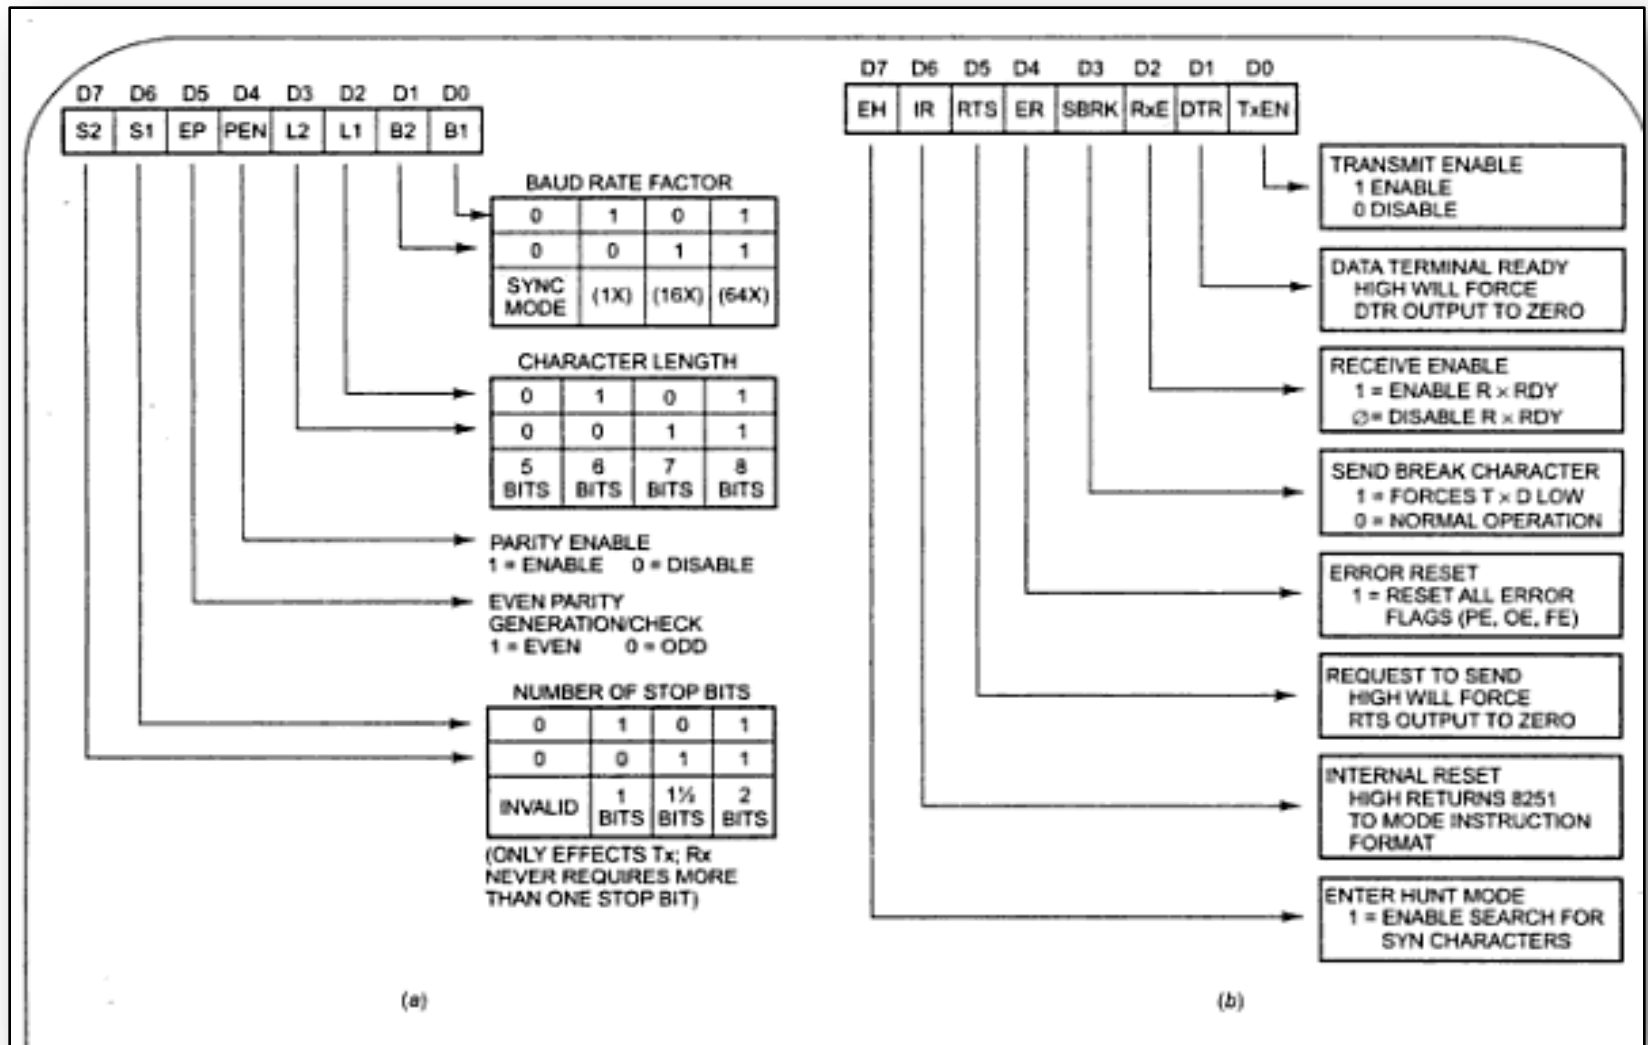 D7 D6 D5 D4 D3 D2 D1 D0
S2 S1 EP PEN L2 L1 B2 B1
BAUD RATE FACTOR
0 1 0 1
0 0 1 1
SYNC MODE (1X) (16X) (64X)
CHARACTER LENGTH
0 1 0 1
0 0 1 1
5 6 7 8
BITS BITS BITS BITS
PARITY ENABLE
1 = ENABLE 0 = DISABLE
EVEN PARITY
GENERATION/CHECK
1 = EVEN 0 = ODD
NUMBER OF STOP BITS
0 1 0 1
0 0 1 1
INVALID 1 BITS 1½ BITS 2 BITS
(ONLY EFFECTS Tx; Rx
NEVER REQUIRES MORE
THAN ONE STOP BIT)
(a)
D7 D6 D5 D4 D3 D2 D1 D0
EH IR RTS ER SBRK RxE DTR TxEN
TRANSMIT ENABLE
1 ENABLE
0 DISABLE
DATA TERMINAL READY
HIGH WILL FORCE
DTR OUTPUT TO ZERO
RECEIVE ENABLE
1 = ENABLE R × RDY
∅ = DISABLE R × RDY
SEND BREAK CHARACTER
1 = FORCES T × D LOW
0 = NORMAL OPERATION
ERROR RESET
1 = RESET ALL ERROR
FLAGS (PE, OE, FE)
REQUEST TO SEND
HIGH WILL FORCE
RTS OUTPUT TO ZERO
INTERNAL RESET
HIGH RETURNS 8251
TO MODE INSTRUCTION
FORMAT
ENTER HUNT MODE
1 = ENABLE SEARCH FOR
SYN CHARACTERS
(b)